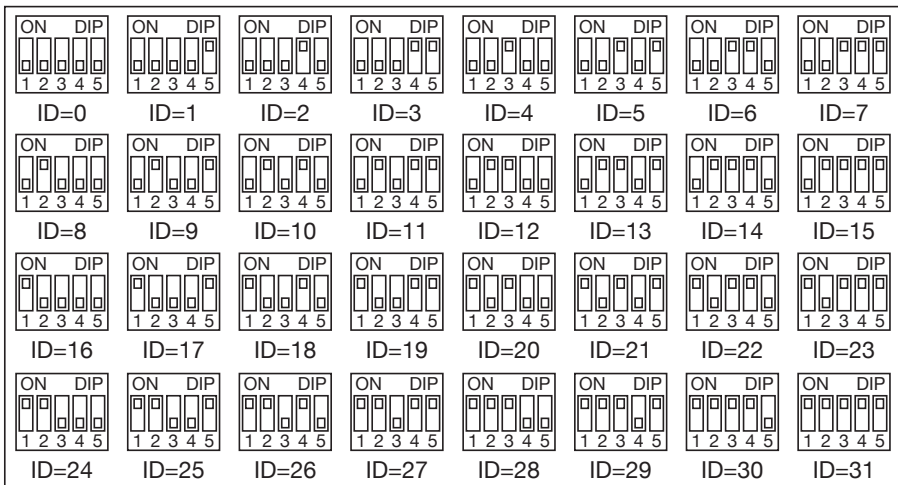 ON DIP ON DIP ON DIP ON DIP ON DIP ON DIP ON DIP ON DIP
1 2 3 4 5 1 2 3 4 5 1 2 3 4 5 1 2 3 4 5 1 2 3 4 5 1 2 3 4 5 1 2 3 4 5 1 2 3 4 5
ID=0 ID=1 ID=2 ID=3 ID=4 ID=5 ID=6 ID=7
ON DIP ON DIP ON DIP ON DIP ON DIP ON DIP ON DIP ON DIP
1 2 3 4 5 1 2 3 4 5 1 2 3 4 5 1 2 3 4 5 1 2 3 4 5 1 2 3 4 5 1 2 3 4 5 1 2 3 4 5
ID=8 ID=9 ID=10 ID=11 ID=12 ID=13 ID=14 ID=15
ON DIP ON DIP ON DIP ON DIP ON DIP ON DIP ON DIP ON DIP
1 2 3 4 5 1 2 3 4 5 1 2 3 4 5 1 2 3 4 5 1 2 3 4 5 1 2 3 4 5 1 2 3 4 5 1 2 3 4 5
ID=16 ID=17 ID=18 ID=19 ID=20 ID=21 ID=22 ID=23
ON DIP ON DIP ON DIP ON DIP ON DIP ON DIP ON DIP ON DIP
1 2 3 4 5 1 2 3 4 5 1 2 3 4 5 1 2 3 4 5 1 2 3 4 5 1 2 3 4 5 1 2 3 4 5 1 2 3 4 5
ID=24 ID=25 ID=26 ID=27 ID=28 ID=29 ID=30 ID=31